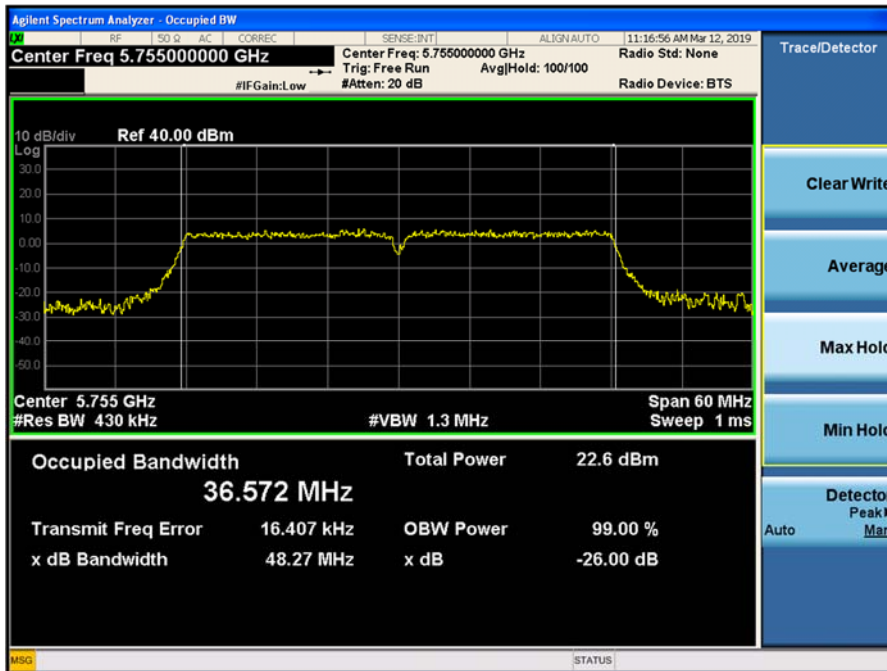 Agilent Spectrum Analyzer - Occupied BW
LXI RF 50 Ω AC CORREC SENSE:INT ALIGN AUTO 11:16:56 AM Mar 12, 2019
Center Freq 5.755000000 GHz
Center Freq: 5.755000000 GHz Radio Std: None
Trig: Free Run Avg|Hold: 100/100
#IFGain:Low #Atten: 20 dB Radio Device: BTS
10 dB/div Ref 40.00 dBm
Log
30.0
20.0
10.0
0.00
-10.0
-20.0
-30.0
-40.0
-50.0
Center 5.755 GHz Span 60 MHz
#Res BW 430 kHz #VBW 1.3 MHz Sweep 1 ms
Occupied Bandwidth Total Power 22.6 dBm
36.572 MHz
Transmit Freq Error 16.407 kHz OBW Power 99.00 %
x dB Bandwidth 48.27 MHz x dB -26.00 dB
MSG STATUS
Trace/Detector
Clear Write
Average
Max Hold
Min Hold
Detector
Peak
Auto Man